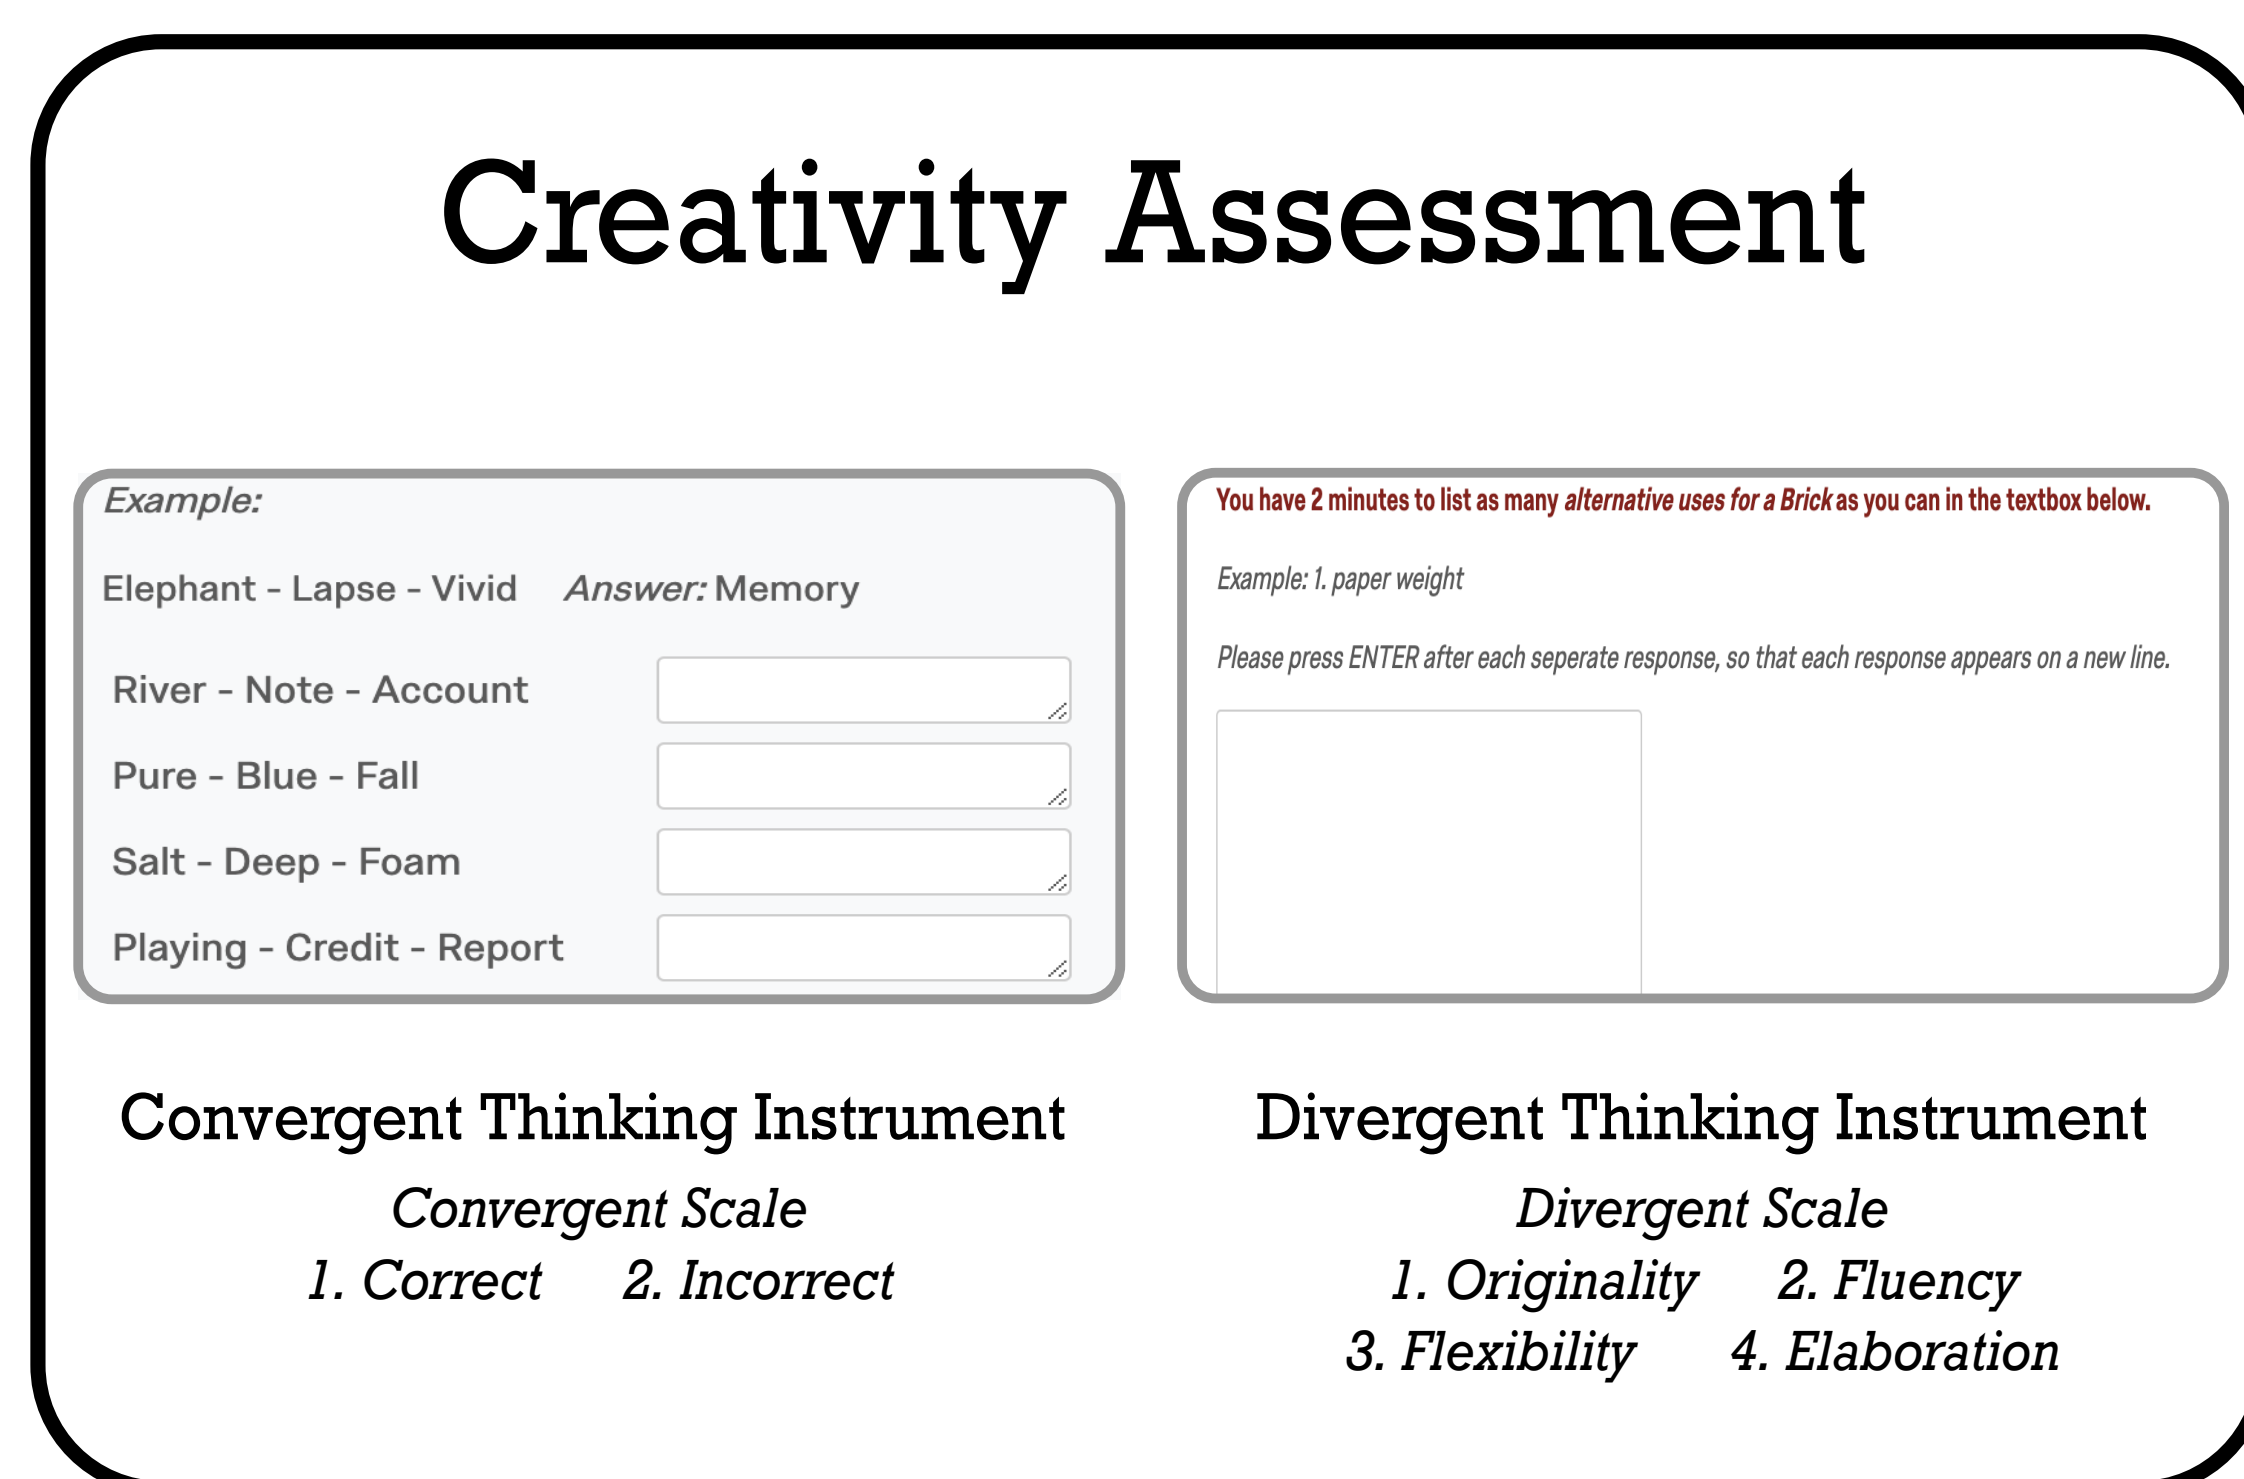 Creativity Assessment
Example:
Elephant - Lapse - Vivid Answer: Memory
River - Note - Account
Pure - Blue - Fall
Salt - Deep - Foam
Playing - Credit - Report
You have 2 minutes to list as many alternative uses for a Brick as you can in the textbox below.
Example: 1. paper weight
Please press ENTER after each seperate response, so that each response appears on a new line.
Convergent Thinking Instrument
Convergent Scale
1. Correct 2. Incorrect
Divergent Thinking Instrument
Divergent Scale
1. Originality 2. Fluency
3. Flexibility 4. Elaboration